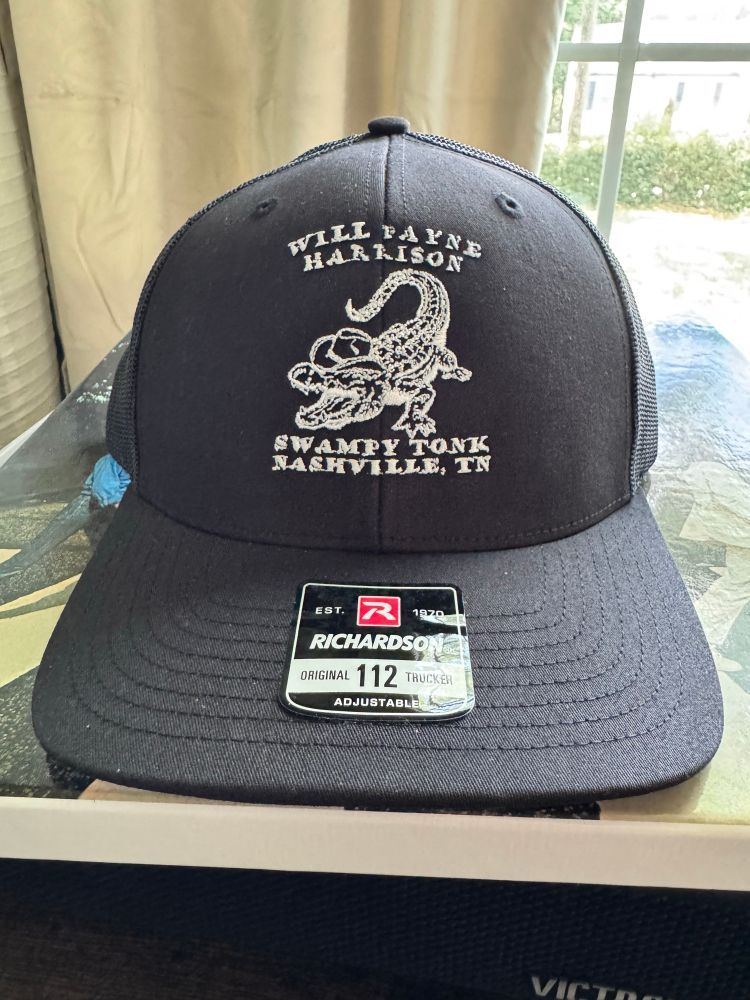 WILL PAYNE
HARRISON
SWAMPY TONK
NASHVILLE, TN
EST. R 1970
RICHARDSON®
ORIGINAL 112 TRUCKER
ADJUSTABLE